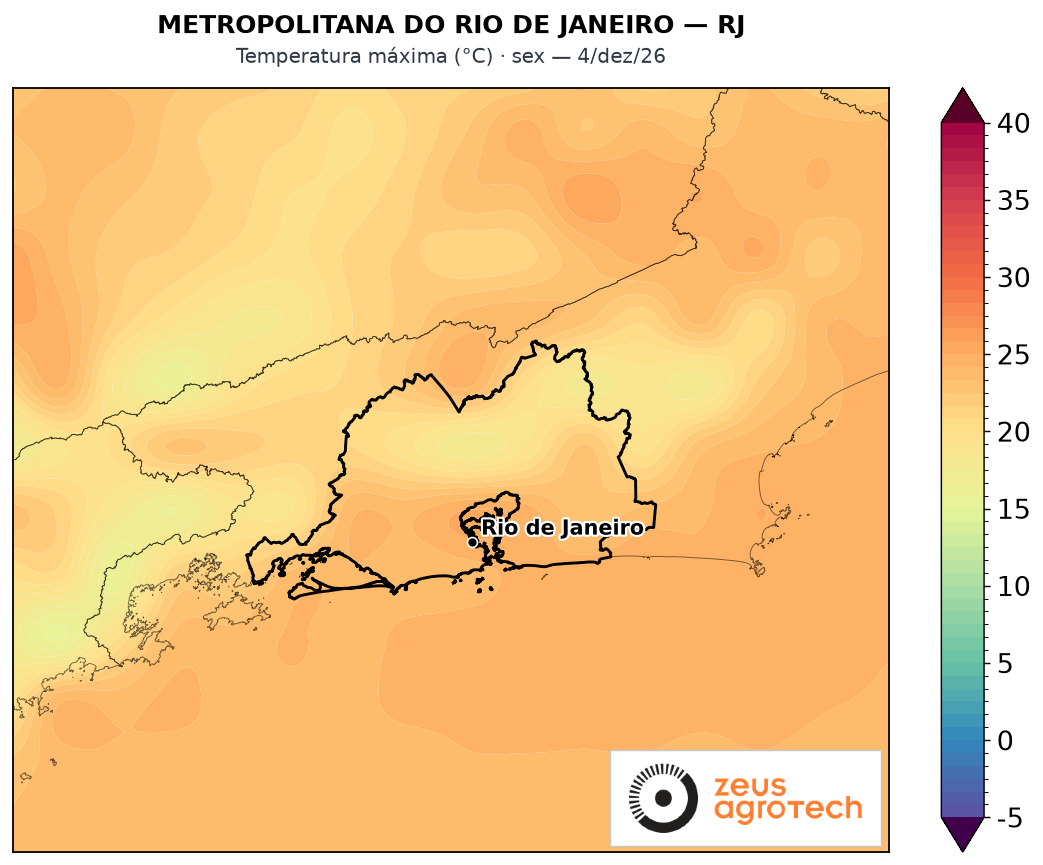 METROPOLITANA DO RIO DE JANEIRO — RJ
Temperatura máxima (°C) · sex — 4/dez/26
40
35
30
25
20
15
10
5
0
-5
Rio de Janeiro
zeus
agrotech